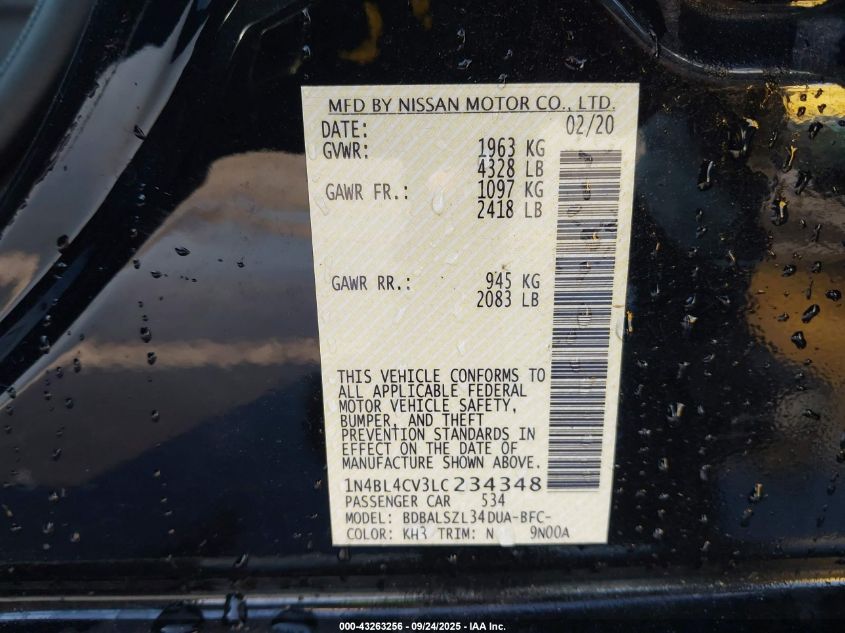 MFD BY NISSAN MOTOR CO., LTD.
DATE: 02/20
GVWR: 1963 KG
4328 LB
GAWR FR.: 1097 KG
2418 LB
GAWR RR.: 945 KG
2083 LB
THIS VEHICLE CONFORMS TO
ALL APPLICABLE FEDERAL
MOTOR VEHICLE SAFETY,
BUMPER, AND THEFT
PREVENTION STANDARDS IN
EFFECT ON THE DATE OF
MANUFACTURE SHOWN ABOVE.
1N4BL4CV3LC234348
PASSENGER CAR 534
MODEL: BDBALSZL34DUA-BFC-
COLOR: KH3 TRIM: N 9N00A
000-43263256 - 09/24/2025 - IAA Inc.